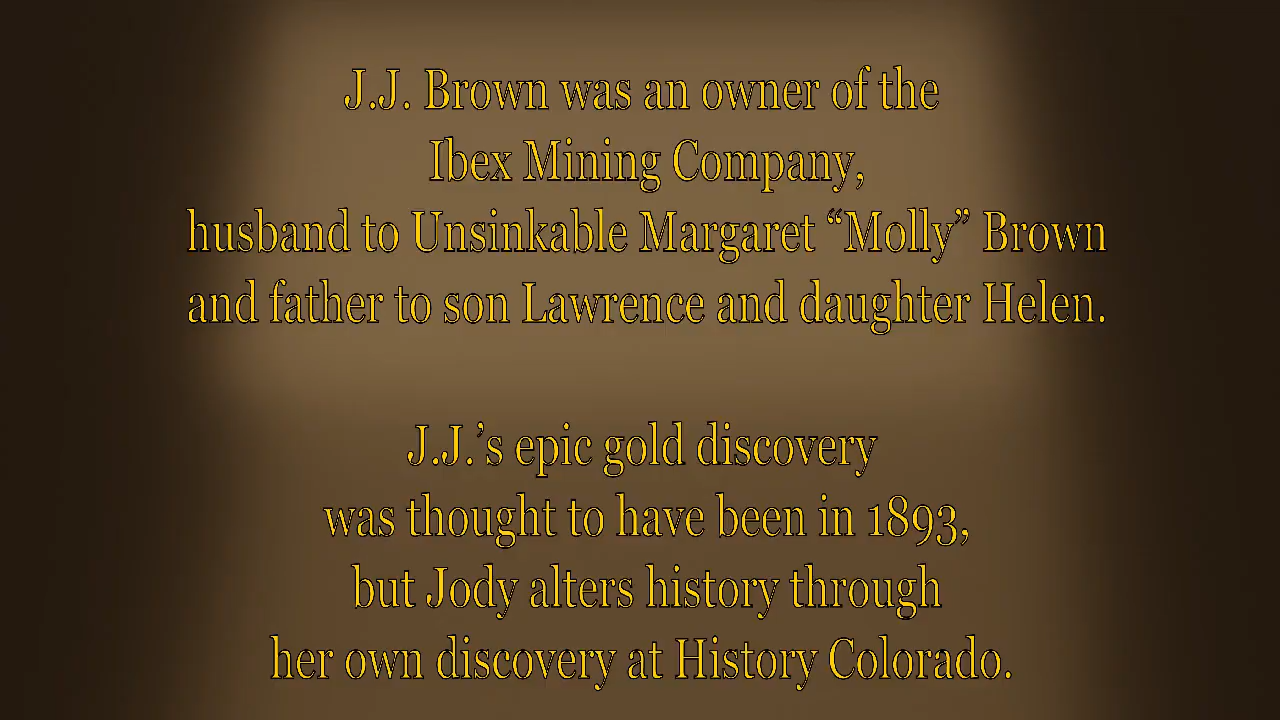 J.J. Brown was an owner of the
Ibex Mining Company,
husband to Unsinkable Margaret “Molly” Brown
and father to son Lawrence and daughter Helen.
J.J.’s epic gold discovery
was thought to have been in 1893,
but Jody alters history through
her own discovery at History Colorado.